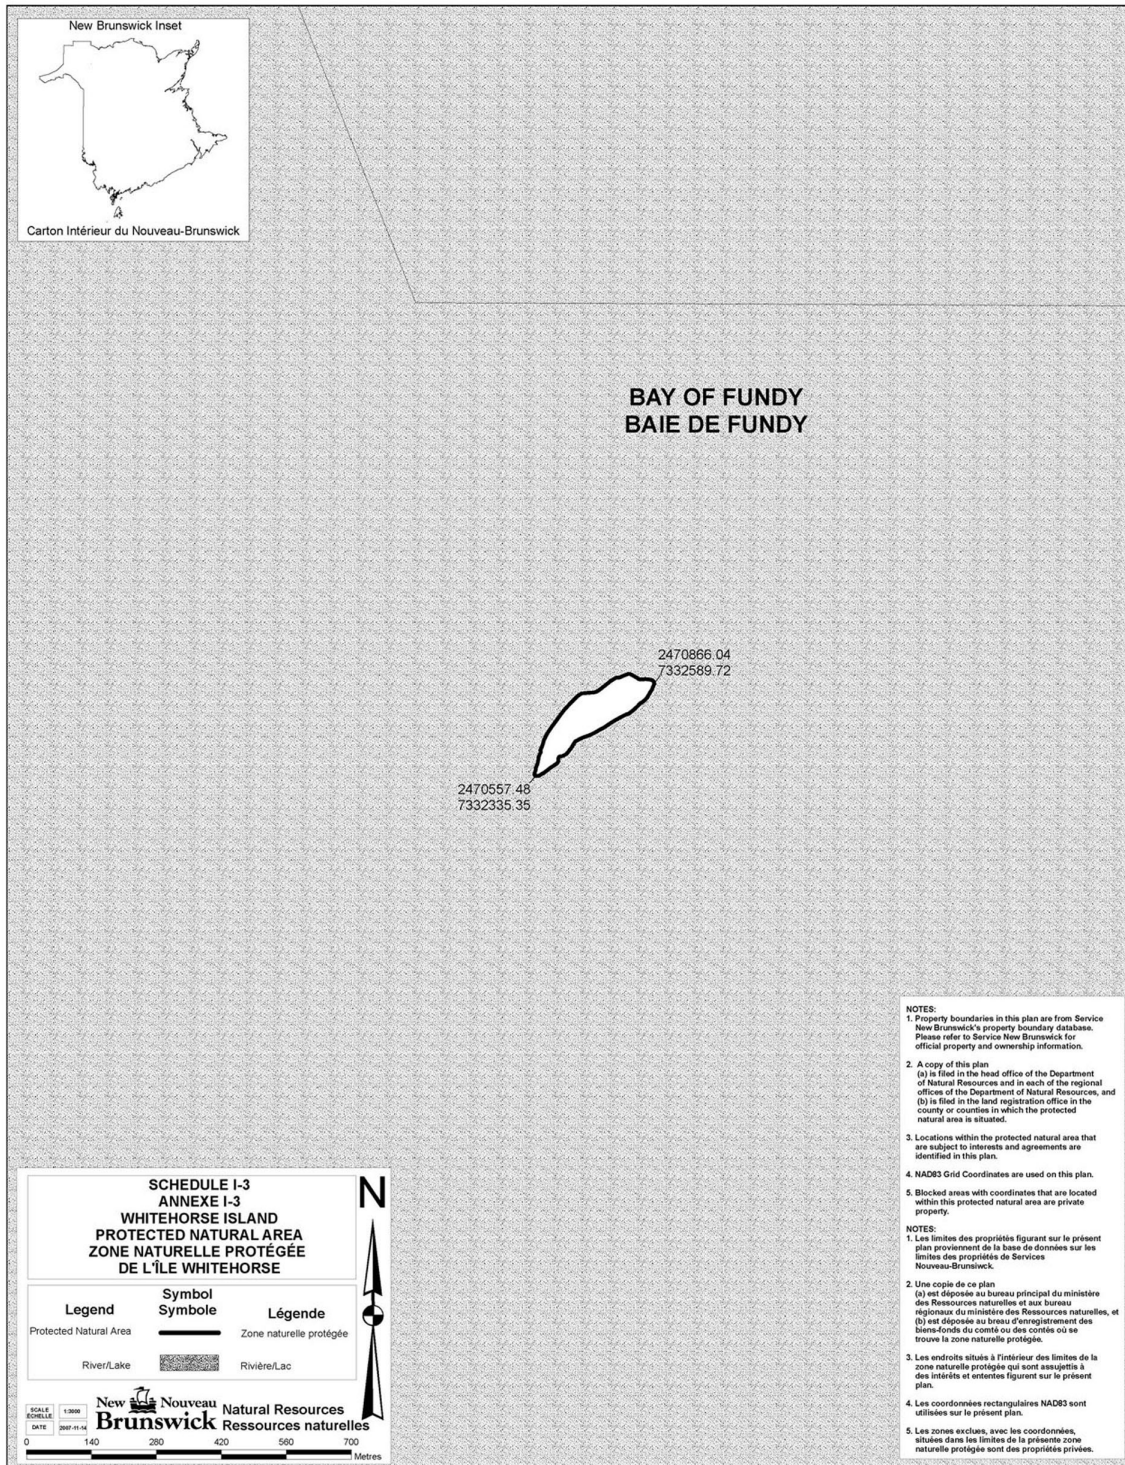 New Brunswick Inset
Carton Intérieur du Nouveau-Brunswick
BAY OF FUNDY
BAIE DE FUNDY
2470866.04
7332589.72
2470557.48
7332335.35
NOTES:
1. Property boundaries in this plan are from Service
New Brunswick's property boundary database.
Please refer to Service New Brunswick for
official property and ownership information.
2. A copy of this plan
(a) is filed in the head office of the Department
of Natural Resources and in each of the regional
offices of the Department of Natural Resources, and
(b) is filed in the land registration office in the
county or counties in which the protected
natural area is situated.
3. Locations within the protected natural area that
are subject to interests and agreements are
identified in this plan.
4. NAD83 Grid Coordinates are used on this plan.
5. Blocked areas with coordinates that are located
within this protected natural area are private
property.
NOTES:
1. Les limites des propriétés figurant sur le présent
plan proviennent de la base de données sur les
limites des propriétés de Services
Nouveau-Brunsiwck.
2. Une copie de ce plan
(a) est déposée au bureau principal du ministère
des Ressources naturelles et aux bureau
régionaux du ministère des Ressources naturelles, et
(b) est déposée au breau d'enregistrement des
biens-fonds du comté ou des contés où se
trouve la zone naturelle protégée.
3. Les endroits situés à l'intérieur des limites de la
zone naturelle protégée qui sont assujettis à
des intérêts et ententes figurent sur le présent
plan.
4. Les coordonnées rectangulaires NAD83 sont
utilisées sur le présent plan.
5. Les zones exclues, avec les coordonnées,
situées dans les limites de la présente zone
naturelle protégée sont des propriétés privées.
SCHEDULE I-3
ANNEXE I-3
WHITEHORSE ISLAND
PROTECTED NATURAL AREA
ZONE NATURELLE PROTÉGÉE
DE L'ÎLE WHITEHORSE
N
Legend Symbol Symbole Légende
Protected Natural Area Zone naturelle protégée
River/Lake Rivière/Lac
SCALE ÉCHELLE 1:3000
DATE 2007-11-14
New Nouveau Brunswick
Natural Resources
Ressources naturelles
0 140 280 420 560 700
Metres